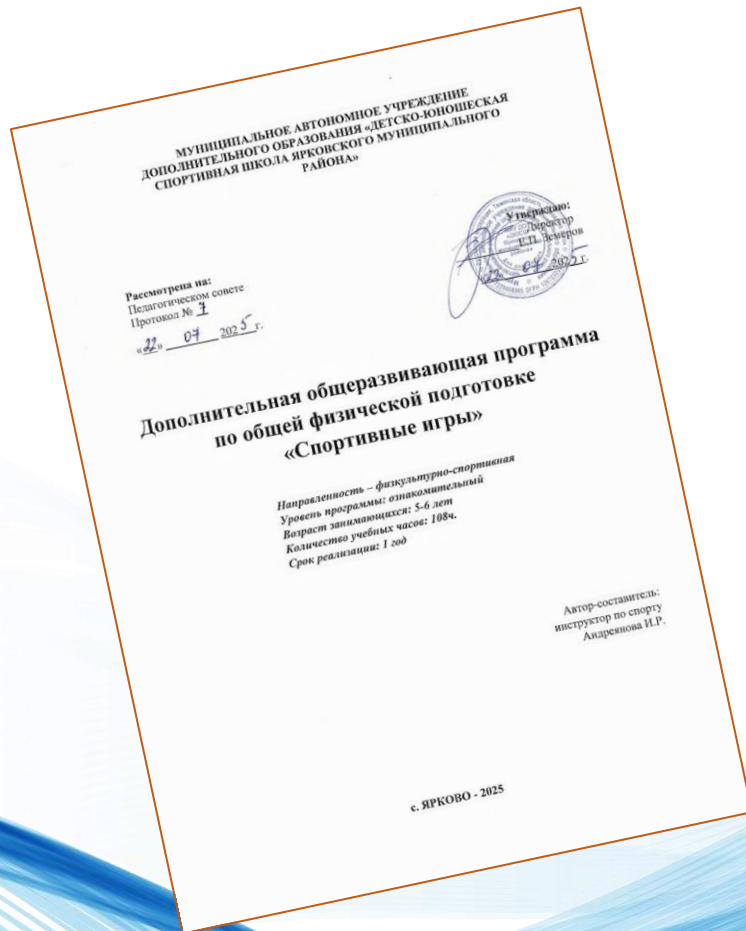 МУНИЦИПАЛЬНОЕ АВТОНОМНОЕ УЧРЕЖДЕНИЕ
ДОПОЛНИТЕЛЬНОГО ОБРАЗОВАНИЯ «ДЕТСКО-ЮНОШЕСКАЯ
СПОРТИВНАЯ ШКОЛА ЯРКОВСКОГО МУНИЦИПАЛЬНОГО
РАЙОНА»
Утверждаю:
Директор
Е.П. Земеров
«22» 07 2025 г.
Рассмотрена на:
Педагогическом совете
Протокол № 7
«22» 07 2025 г.
Дополнительная общеразвивающая программа
по общей физической подготовке
«Спортивные игры»
Направленность – физкультурно-спортивная
Уровень программы: ознакомительный
Возраст занимающихся: 5-6 лет
Количество учебных часов: 108ч.
Срок реализации: 1 год
Автор-составитель:
инструктор по спорту
Андреянова И.Р.
с. ЯРКОВО - 2025